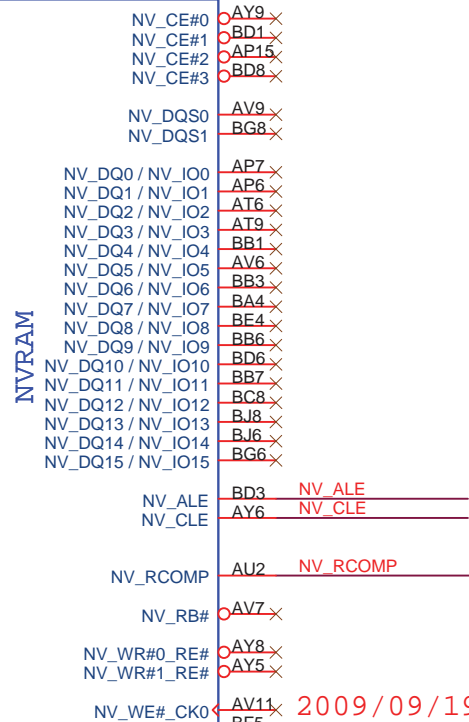 NV_CE#0 AY9
NV_CE#1 BD1
NV_CE#2 AP15
NV_CE#3 BD8
NV_DQS0 AV9
NV_DQS1 BG8
NV_DQ0 / NV_IO0 AP7
NV_DQ1 / NV_IO1 AP6
NV_DQ2 / NV_IO2 AT6
NV_DQ3 / NV_IO3 AT9
NV_DQ4 / NV_IO4 BB1
NV_DQ5 / NV_IO5 AV6
NV_DQ6 / NV_IO6 BB3
NV_DQ7 / NV_IO7 BA4
NV_DQ8 / NV_IO8 BE4
NV_DQ9 / NV_IO9 BB6
NV_DQ10 / NV_IO10 BD6
NV_DQ11 / NV_IO11 BB7
NV_DQ12 / NV_IO12 BC8
NV_DQ13 / NV_IO13 BJ8
NV_DQ14 / NV_IO14 BJ6
NV_DQ15 / NV_IO15 BG6
NVRAM
NV_ALE BD3 NV_ALE
NV_CLE AY6 NV_CLE
NV_RCOMP AU2 NV_RCOMP
NV_RB# AV7
NV_WR#0_RE# AY8
NV_WR#1_RE# AY5
NV_WE#_CK0 AV11 2009/09/19